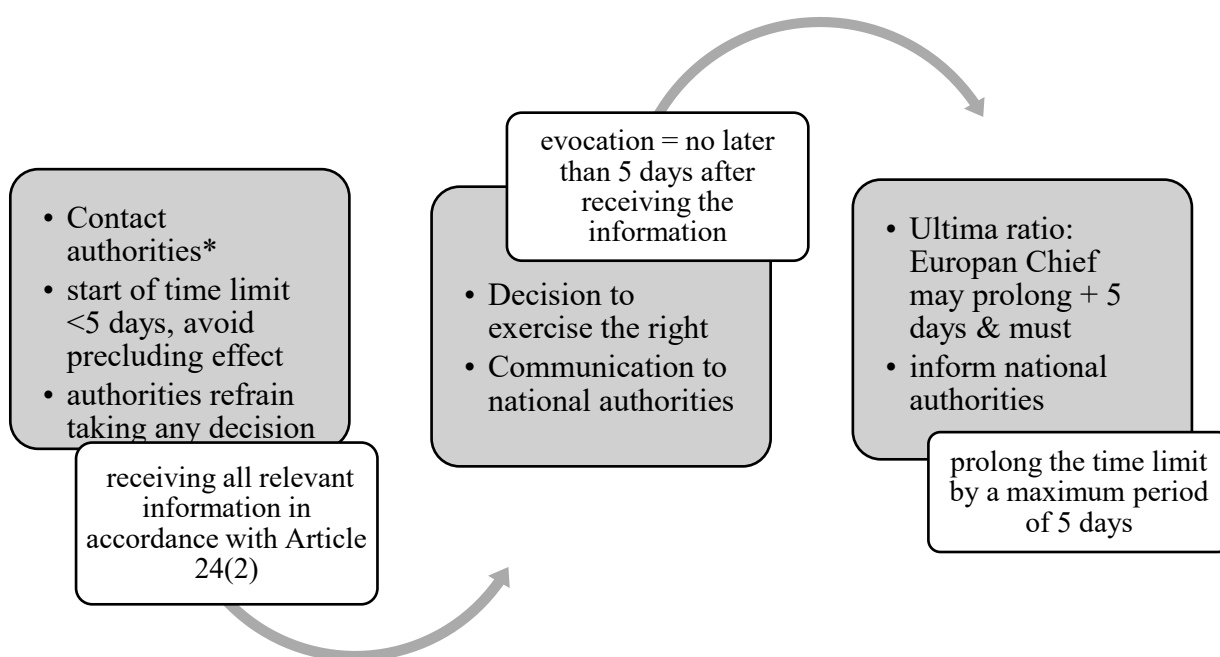 • Contact
authorities*
• start of time limit
<5 days, avoid
precluding effect
• authorities refrain
taking any decision
receiving all relevant
information in
accordance with Article
24(2)
evocation = no later
than 5 days after
receiving the
information
• Decision to
exercise the right
• Communication to
national authorities
• Ultima ratio:
Europan Chief
may prolong + 5
days & must
• inform national
authorities
prolong the time limit
by a maximum period
of 5 days